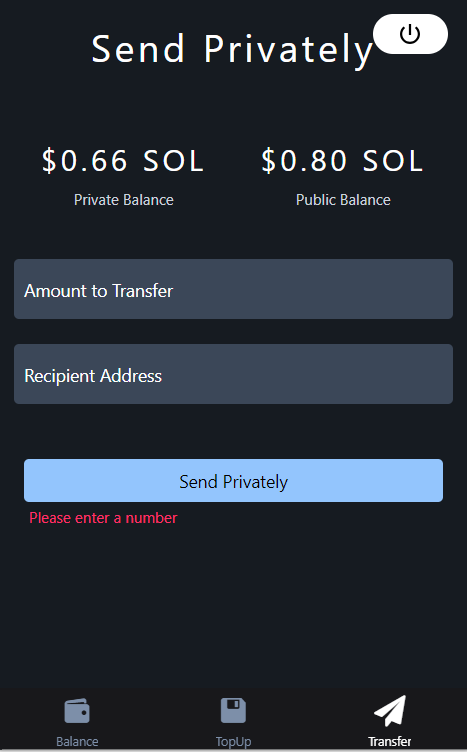 Send Privately
$0.66 SOL $0.80 SOL
Private Balance Public Balance
Amount to Transfer
Recipient Address
Send Privately
Please enter a number
Balance TopUp Transfer